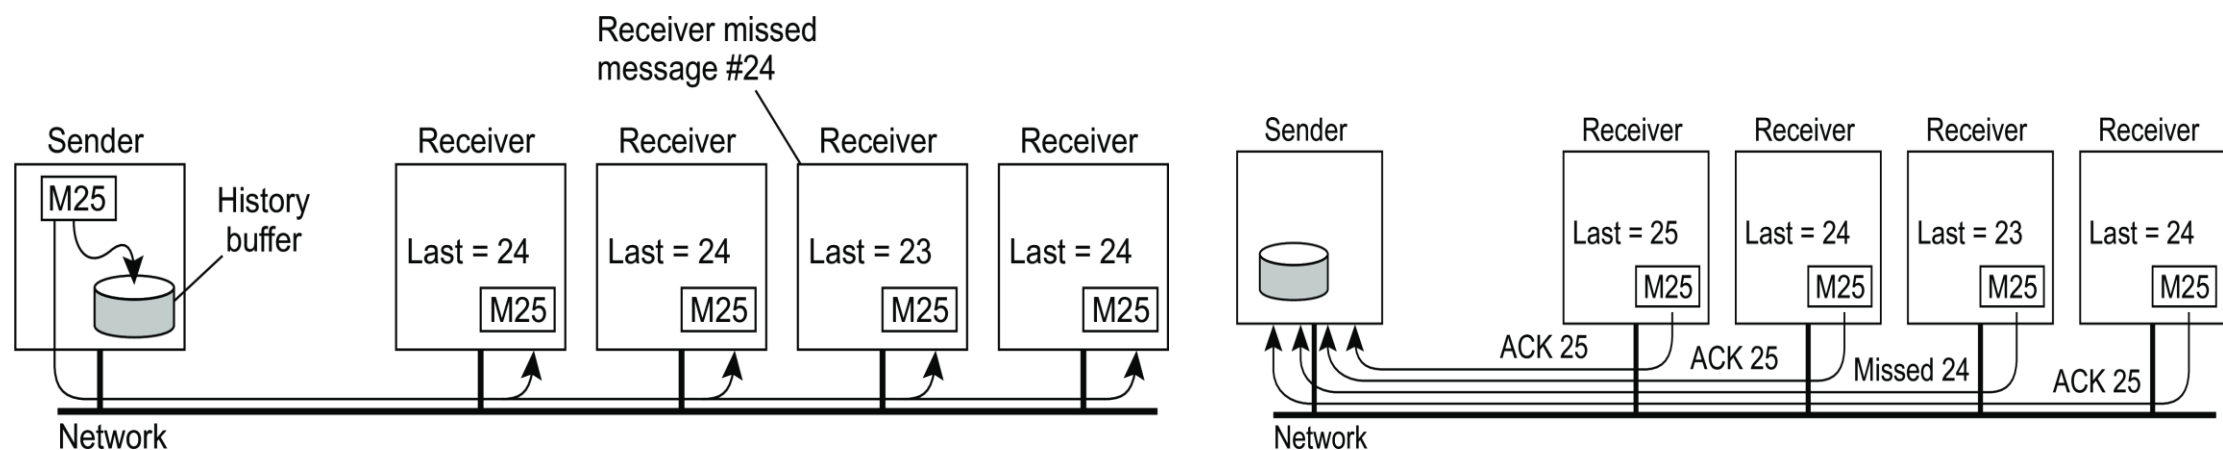 Receiver missed
message #24
Sender
Receiver
Receiver
Receiver
Receiver
M25
History
buffer
Last = 24
Last = 24
Last = 23
Last = 24
M25
M25
M25
M25
Network
Sender
Receiver
Receiver
Receiver
Receiver
Last = 25
Last = 24
Last = 23
Last = 24
M25
M25
M25
M25
ACK 25
ACK 25
Missed 24
ACK 25
Network